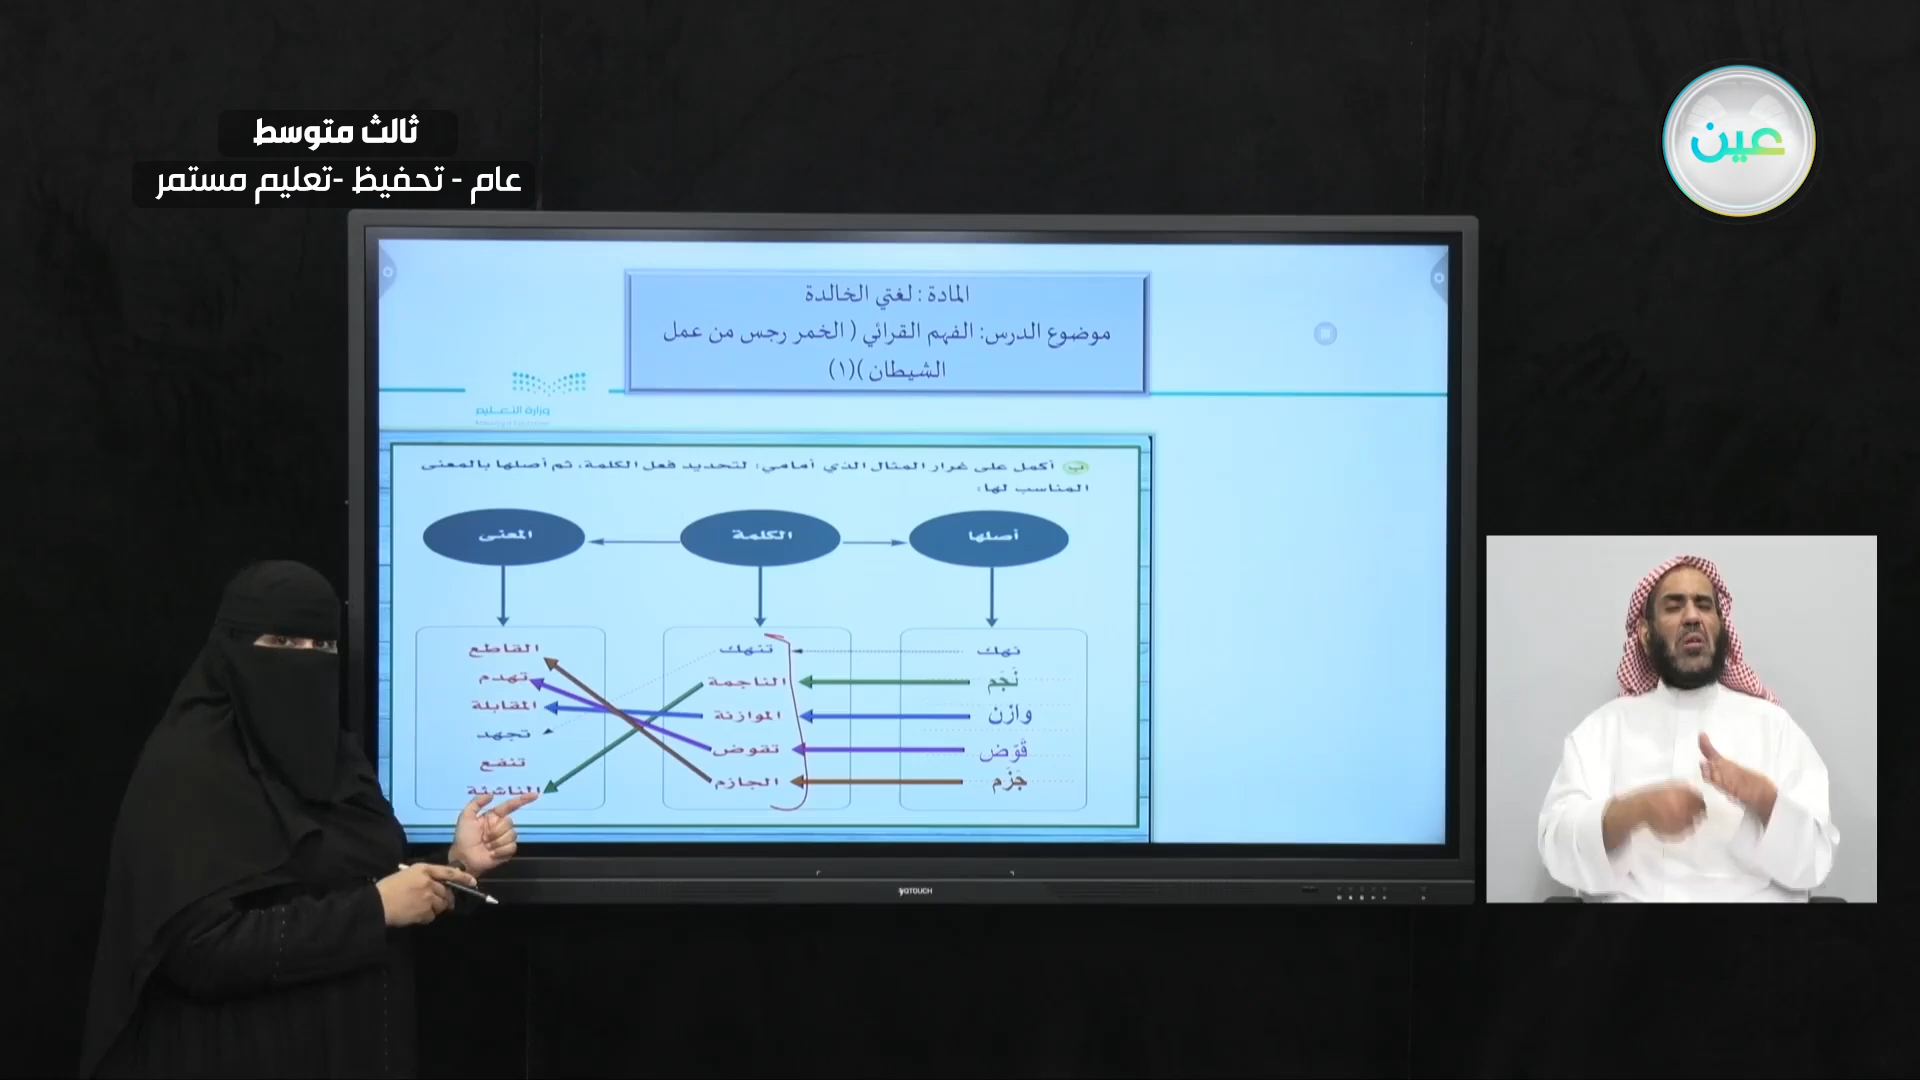 ثالث متوسط
عام - تحفيظ -تعليم مستمر
عين
المادة : لغتي الخالدة
موضوع الدرس: الفهم القرائي ( الخمر رجس من عمل
الشيطان )(١)
وزارة التعليم
ب أكمل على غرار المثال الذي أمامي؛ لتحديد فعل الكلمة، ثم أصلها بالمعنى
المناسب لها:
أصلها الكلمة المعنى
نهك تنهك القاطع
نَجَم الناجمة تهدم
وازن الموازنة المقابلة
قَوّض تقوض تجهد
جَزَم الجازم تنفع
الناشئة